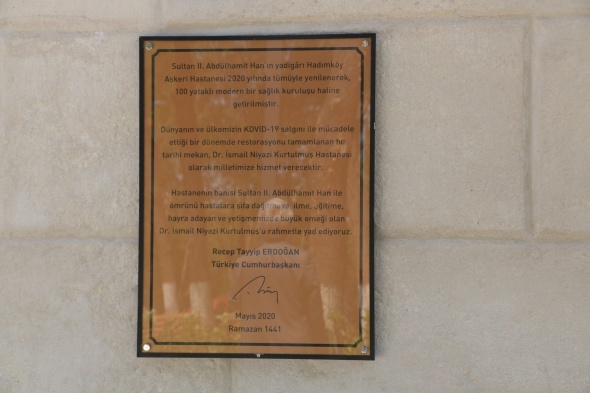 Sultan II. Abdülhamit Han'ın yadigârı Hadımköy
Askeri Hastanesi 2020 yılında tümüyle yenilenerek,
100 yataklı modern bir sağlık kuruluşu haline
getirilmiştir.
Dünyanın ve ülkemizin KOVİD-19 salgını ile mücadele
ettiği bir dönemde restorasyonu tamamlanan bu
tarihi mekan, Dr. İsmail Niyazi Kurtulmuş Hastanesi
olarak milletimize hizmet verecektir.
Hastanenin banisi Sultan II. Abdülhamit Han ile
ömrünü hastalara şifa dağıtmaya, ilme, eğitime,
hayra adayan ve yetişmemizde büyük emeği olan
Dr. İsmail Niyazi Kurtulmuş'u rahmetle yad ediyoruz.
Recep Tayyip ERDOĞAN
Türkiye Cumhurbaşkanı
Mayıs 2020
Ramazan 1441